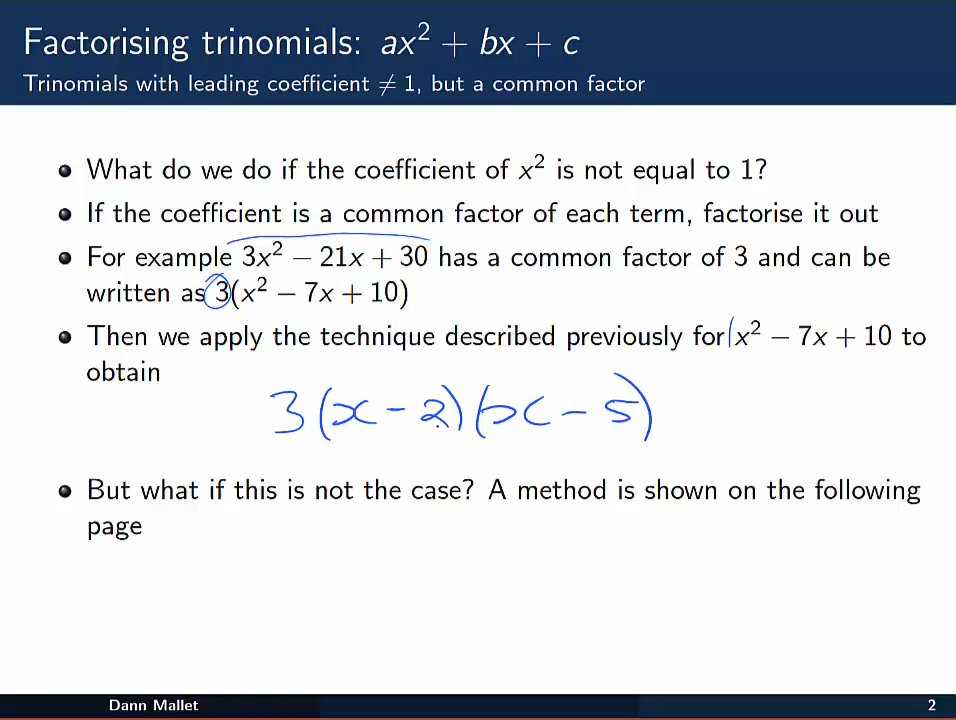 Factorising trinomials: ax² + bx + c
Trinomials with leading coefficient ≠ 1, but a common factor
What do we do if the coefficient of x² is not equal to 1?
If the coefficient is a common factor of each term, factorise it out
For example 3x² − 21x + 30 has a common factor of 3 and can be
written as 3(x² − 7x + 10)
Then we apply the technique described previously for x² − 7x + 10 to
obtain
3(x − 2)(x − 5)
But what if this is not the case? A method is shown on the following
page
Dann Mallet
2